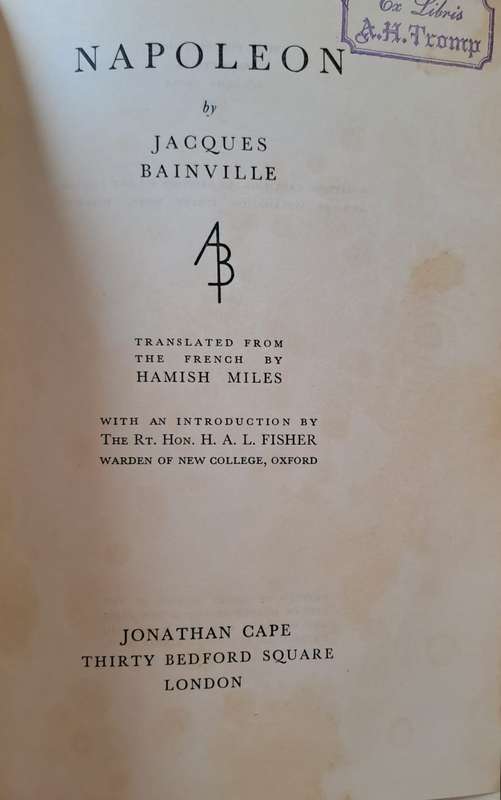 Ex Libris
A.H.Tromp
NAPOLEON
by
JACQUES
BAINVILLE
AB
TRANSLATED FROM
THE FRENCH BY
HAMISH MILES
WITH AN INTRODUCTION BY
THE RT. HON. H. A. L. FISHER
WARDEN OF NEW COLLEGE, OXFORD
JONATHAN CAPE
THIRTY BEDFORD SQUARE
LONDON